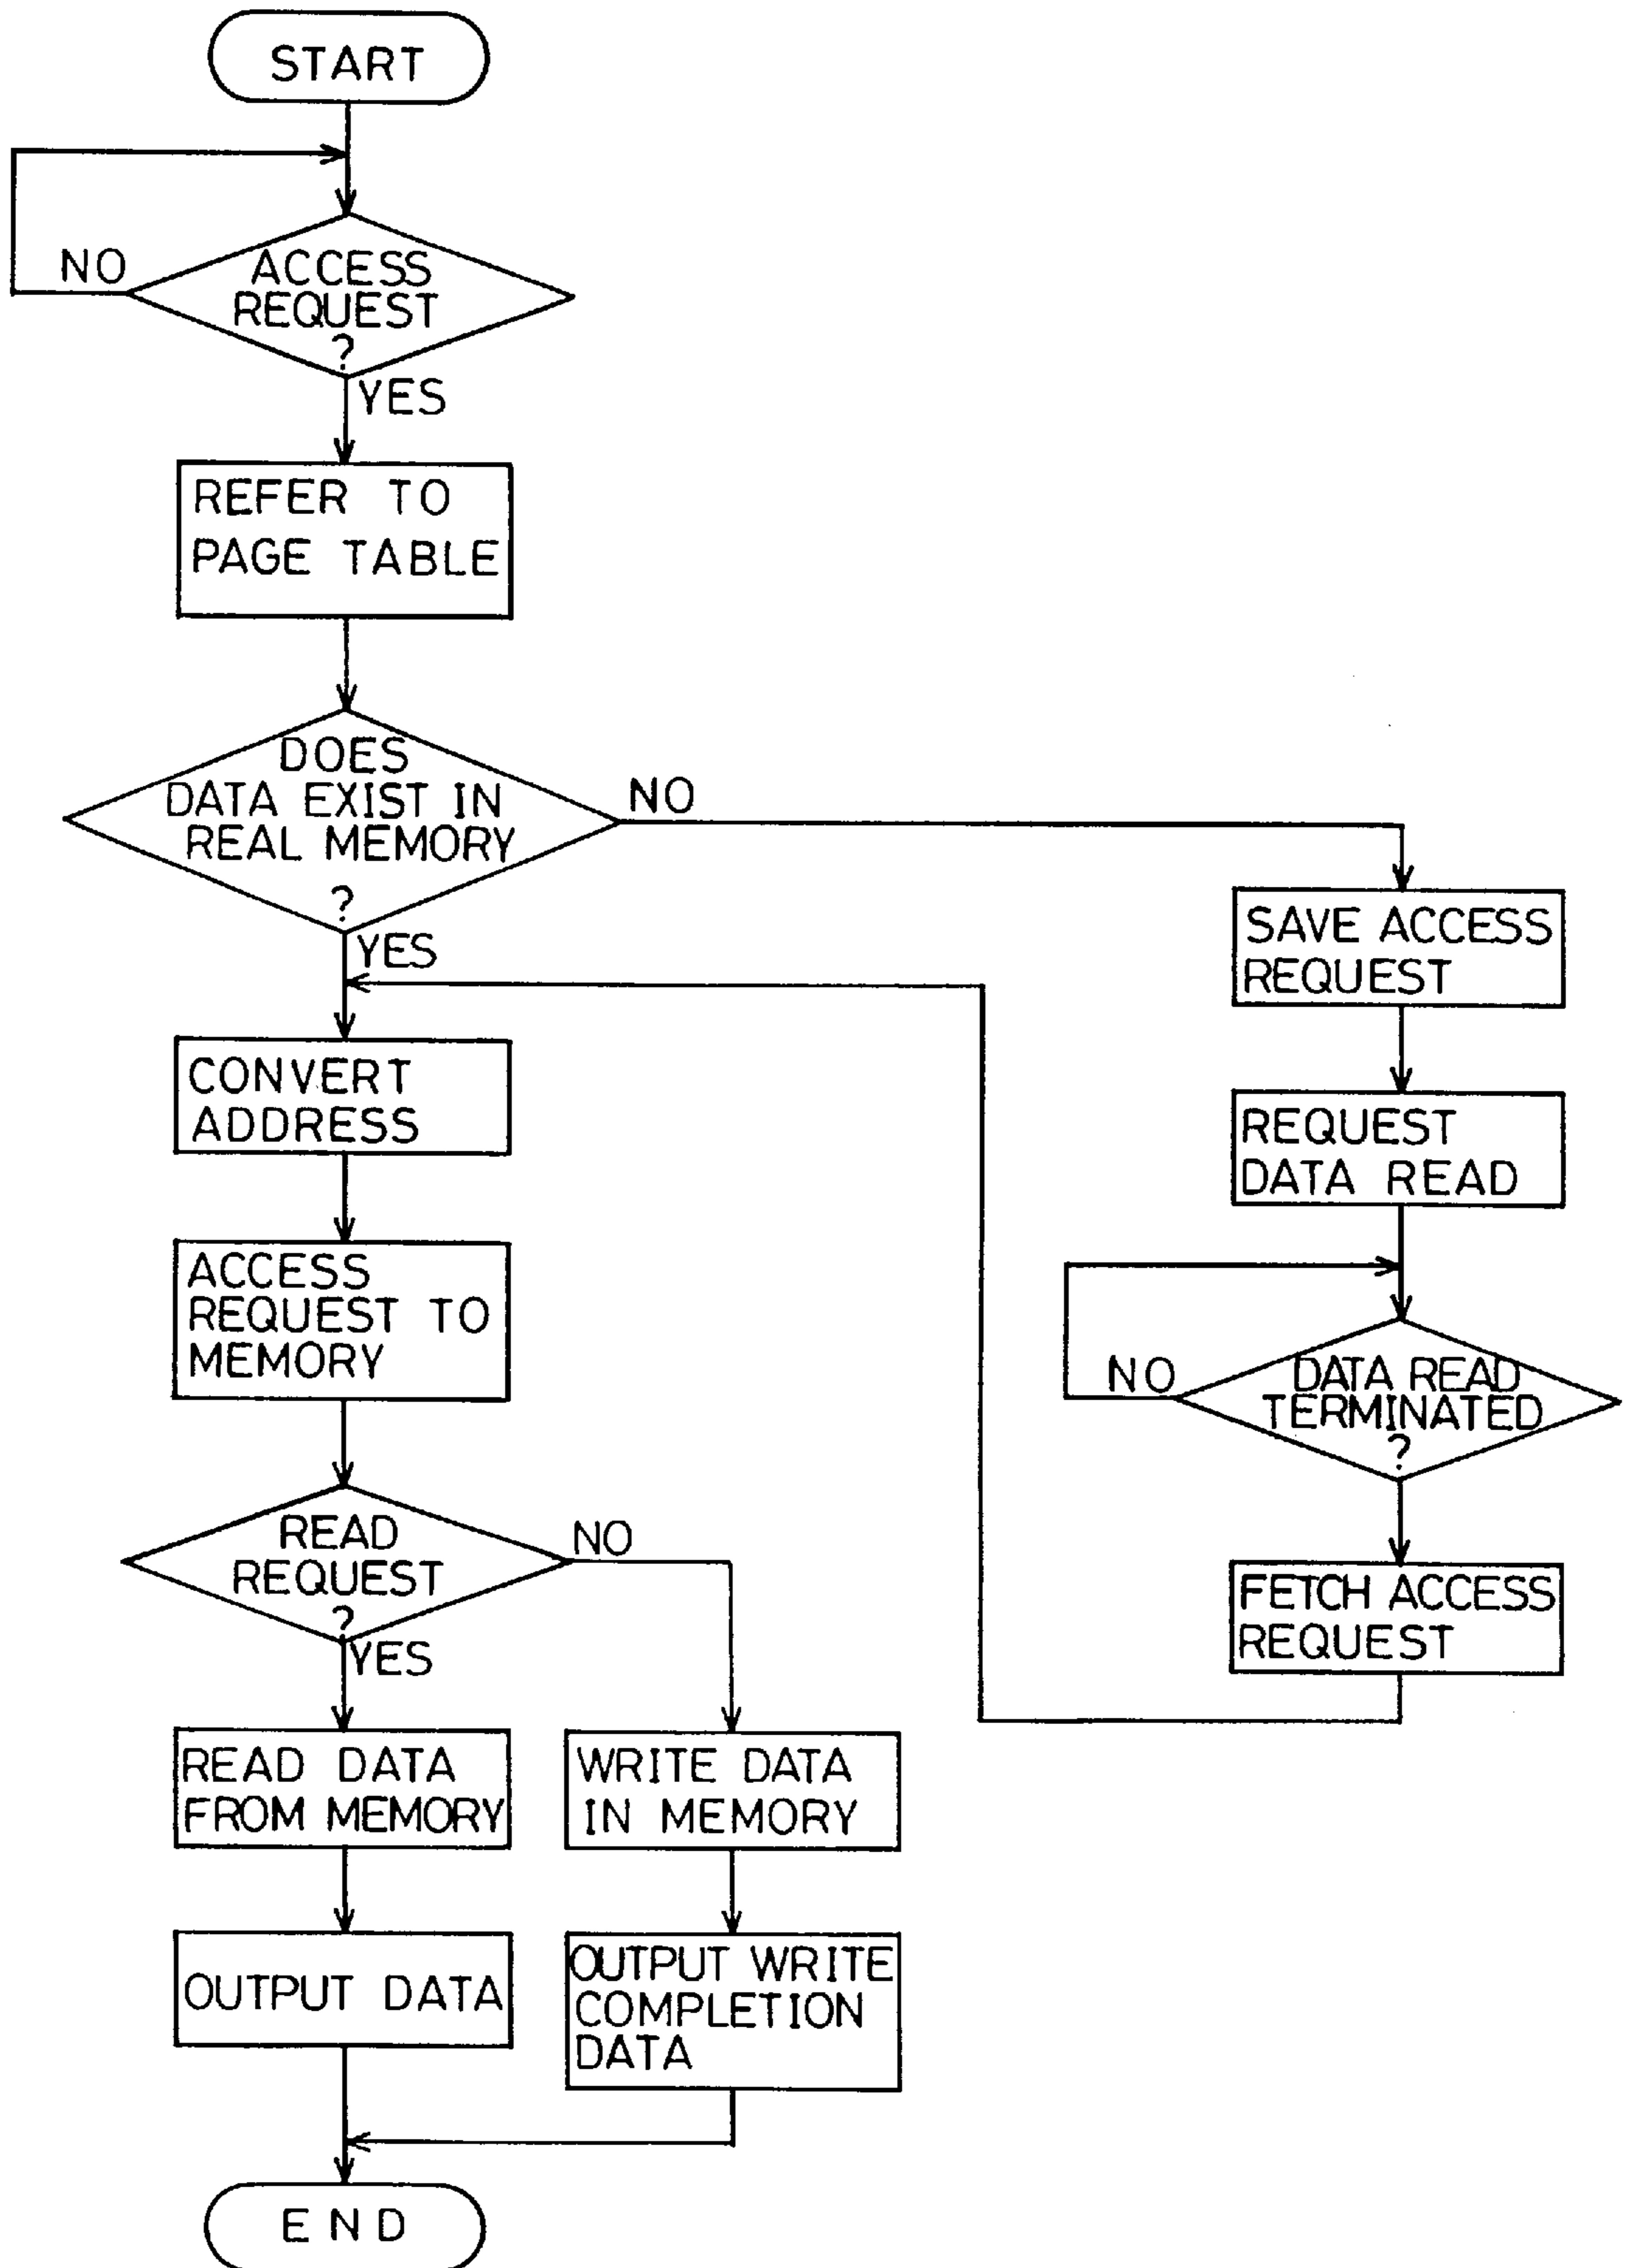 START
NO
ACCESS
REQUEST
?
YES
REFER TO
PAGE TABLE
DOES
DATA EXIST IN
REAL MEMORY
?
NO
YES
SAVE ACCESS
REQUEST
CONVERT
ADDRESS
REQUEST
DATA READ
ACCESS
REQUEST TO
MEMORY
NO
DATA READ
TERMINATED
?
READ
REQUEST
?
NO
YES
FETCH ACCESS
REQUEST
READ DATA
FROM MEMORY
WRITE DATA
IN MEMORY
OUTPUT DATA
OUTPUT WRITE
COMPLETION
DATA
END